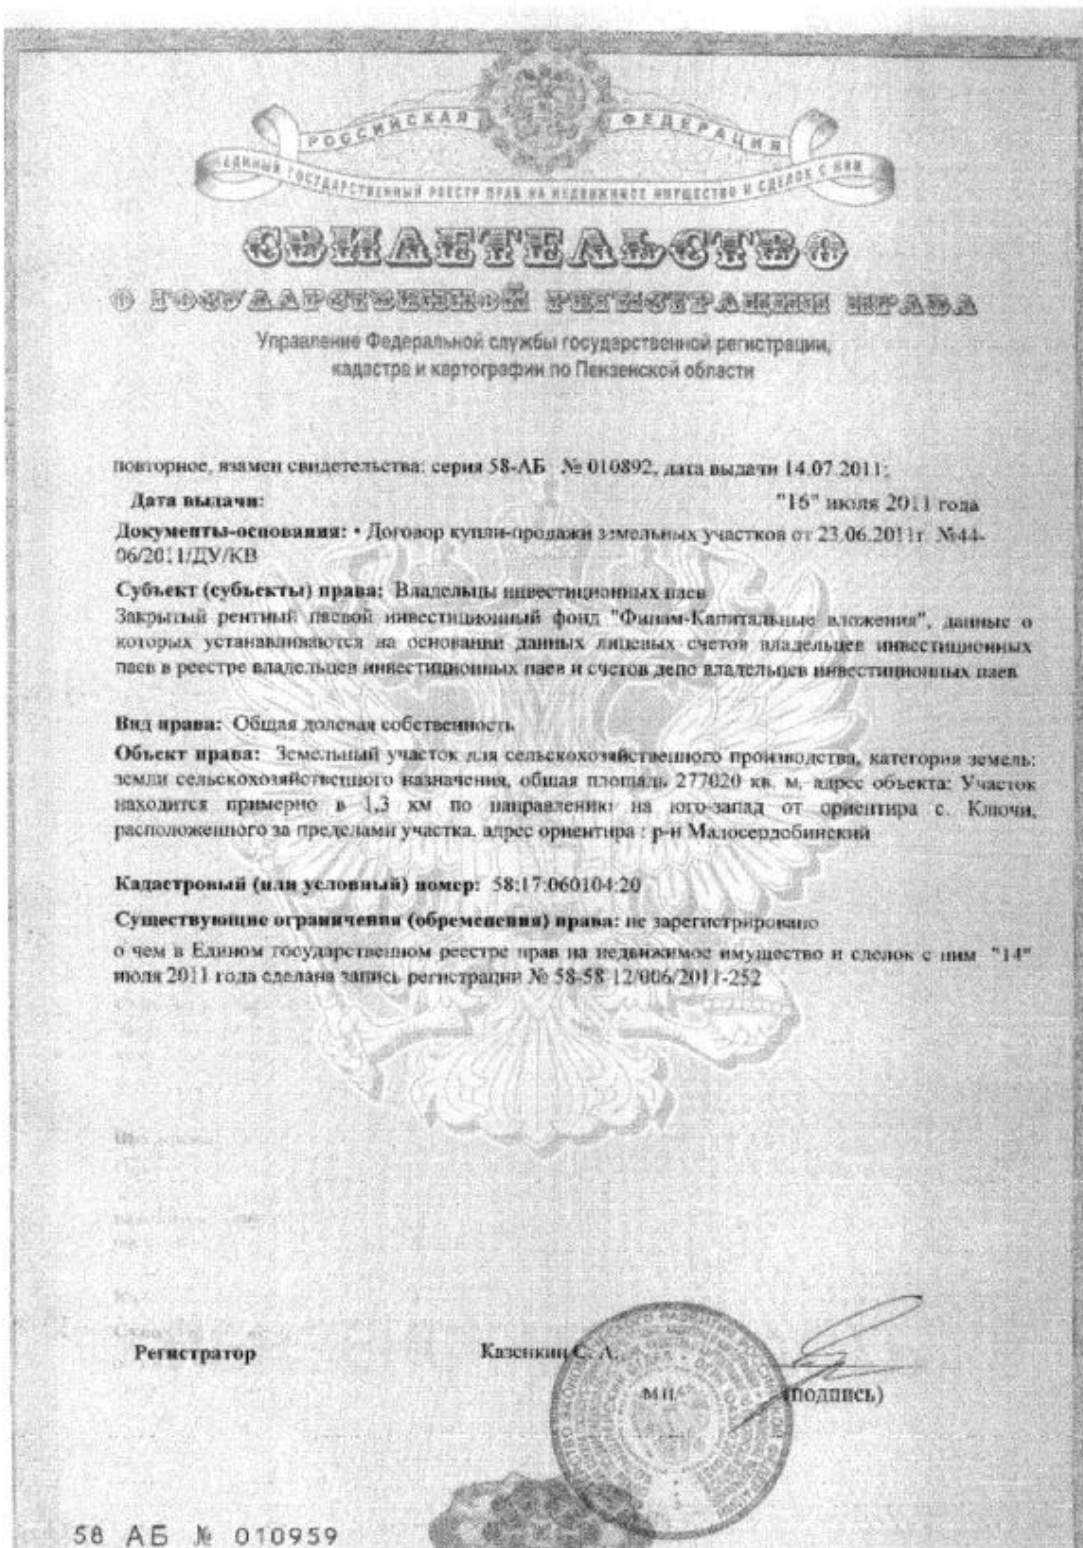 РОССИЙСКАЯ ФЕДЕРАЦИЯ
ЕДИНЫЙ ГОСУДАРСТВЕННЫЙ РЕЕСТР ПРАВ НА НЕДВИЖИМОЕ ИМУЩЕСТВО И СДЕЛОК С НИМ
СВИДЕТЕЛЬСТВО
О ГОСУДАРСТВЕННОЙ РЕГИСТРАЦИИ ПРАВА
Управление Федеральной службы государственной регистрации,
кадастра и картографии по Пензенской области
повторное, взамен свидетельства: серия 58-АБ № 010892, дата выдачи 14.07.2011;
Дата выдачи: "16" июля 2011 года
Документы-основания: • Договор купли-продажи земельных участков от 23.06.2011г. №44-
06/2011/ДУ/КВ
Субъект (субъекты) права: Владельцы инвестиционных паев
Закрытый рентный паевой инвестиционный фонд "Финам-Капитальные вложения", данные о
которых устанавливаются на основании данных лицевых счетов владельцев инвестиционных
паев в реестре владельцев инвестиционных паев и счетов депо владельцев инвестиционных паев
Вид права: Общая долевая собственность
Объект права: Земельный участок для сельскохозяйственного производства, категория земель:
земли сельскохозяйственного назначения, общая площадь 277020 кв. м, адрес объекта: Участок
находится примерно в 1,3 км по направлению на юго-запад от ориентира с. Ключи,
расположенного за пределами участка, адрес ориентира : р-н Малосердобинский
Кадастровый (или условный) номер: 58:17:060104:20
Существующие ограничения (обременения) права: не зарегистрировано
о чем в Едином государственном реестре прав на недвижимое имущество и сделок с ним "14"
июля 2011 года сделана запись регистрации № 58-58-12/006/2011-252
Регистратор Казенкин С. А.
М.П. (подпись)
58 АБ № 010959